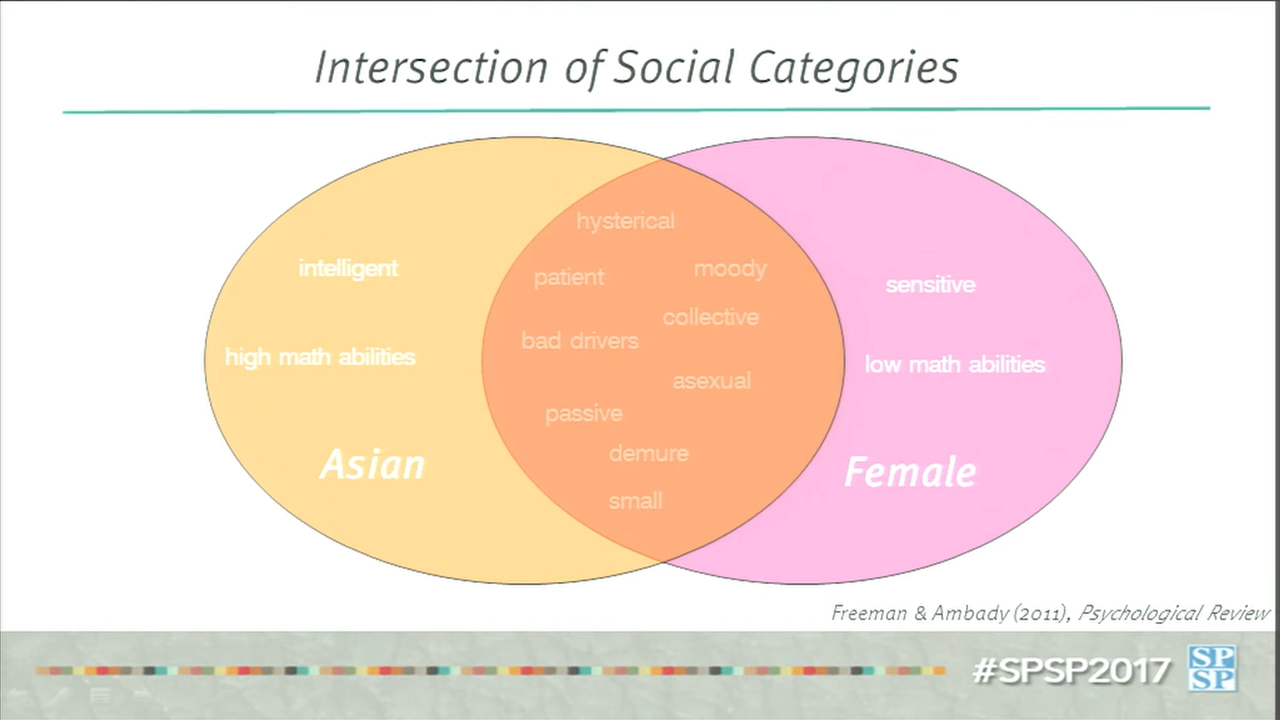 Intersection of Social Categories
hysterical
intelligent
patient
moody
sensitive
collective
bad drivers
high math abilities
low math abilities
asexual
passive
demure
Asian
Female
small
Freeman & Ambady (2011), Psychological Review
#SPSP2017
SP
SP